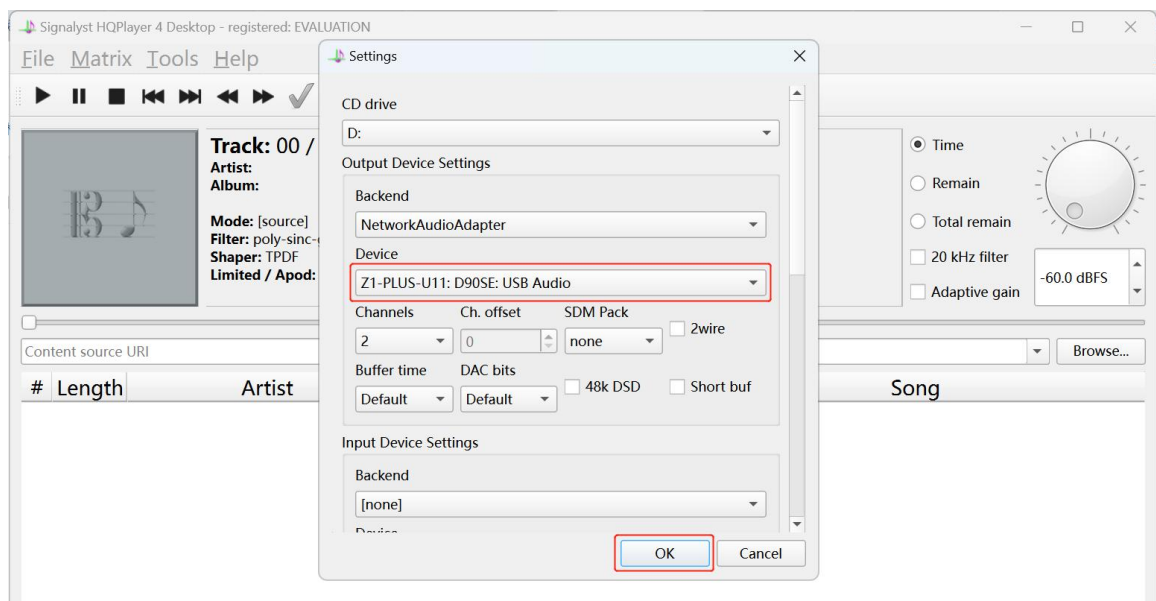 Signalyst HQPlayer 4 Desktop - registered: EVALUATION
File Matrix Tools Help
Track: 00 /
Artist:
Album:
Mode: [source]
Filter: poly-sinc-
Shaper: TPDF
Limited / Apod:
Time
Remain
Total remain
20 kHz filter
Adaptive gain
-60.0 dBFS
Content source URI
Browse...
# Length Artist Song
Settings
CD drive
D:
Output Device Settings
Backend
NetworkAudioAdapter
Device
Z1-PLUS-U11: D90SE: USB Audio
Channels Ch. offset SDM Pack
2 0 none 2wire
Buffer time DAC bits
Default Default 48k DSD Short buf
Input Device Settings
Backend
[none]
Device
OK Cancel